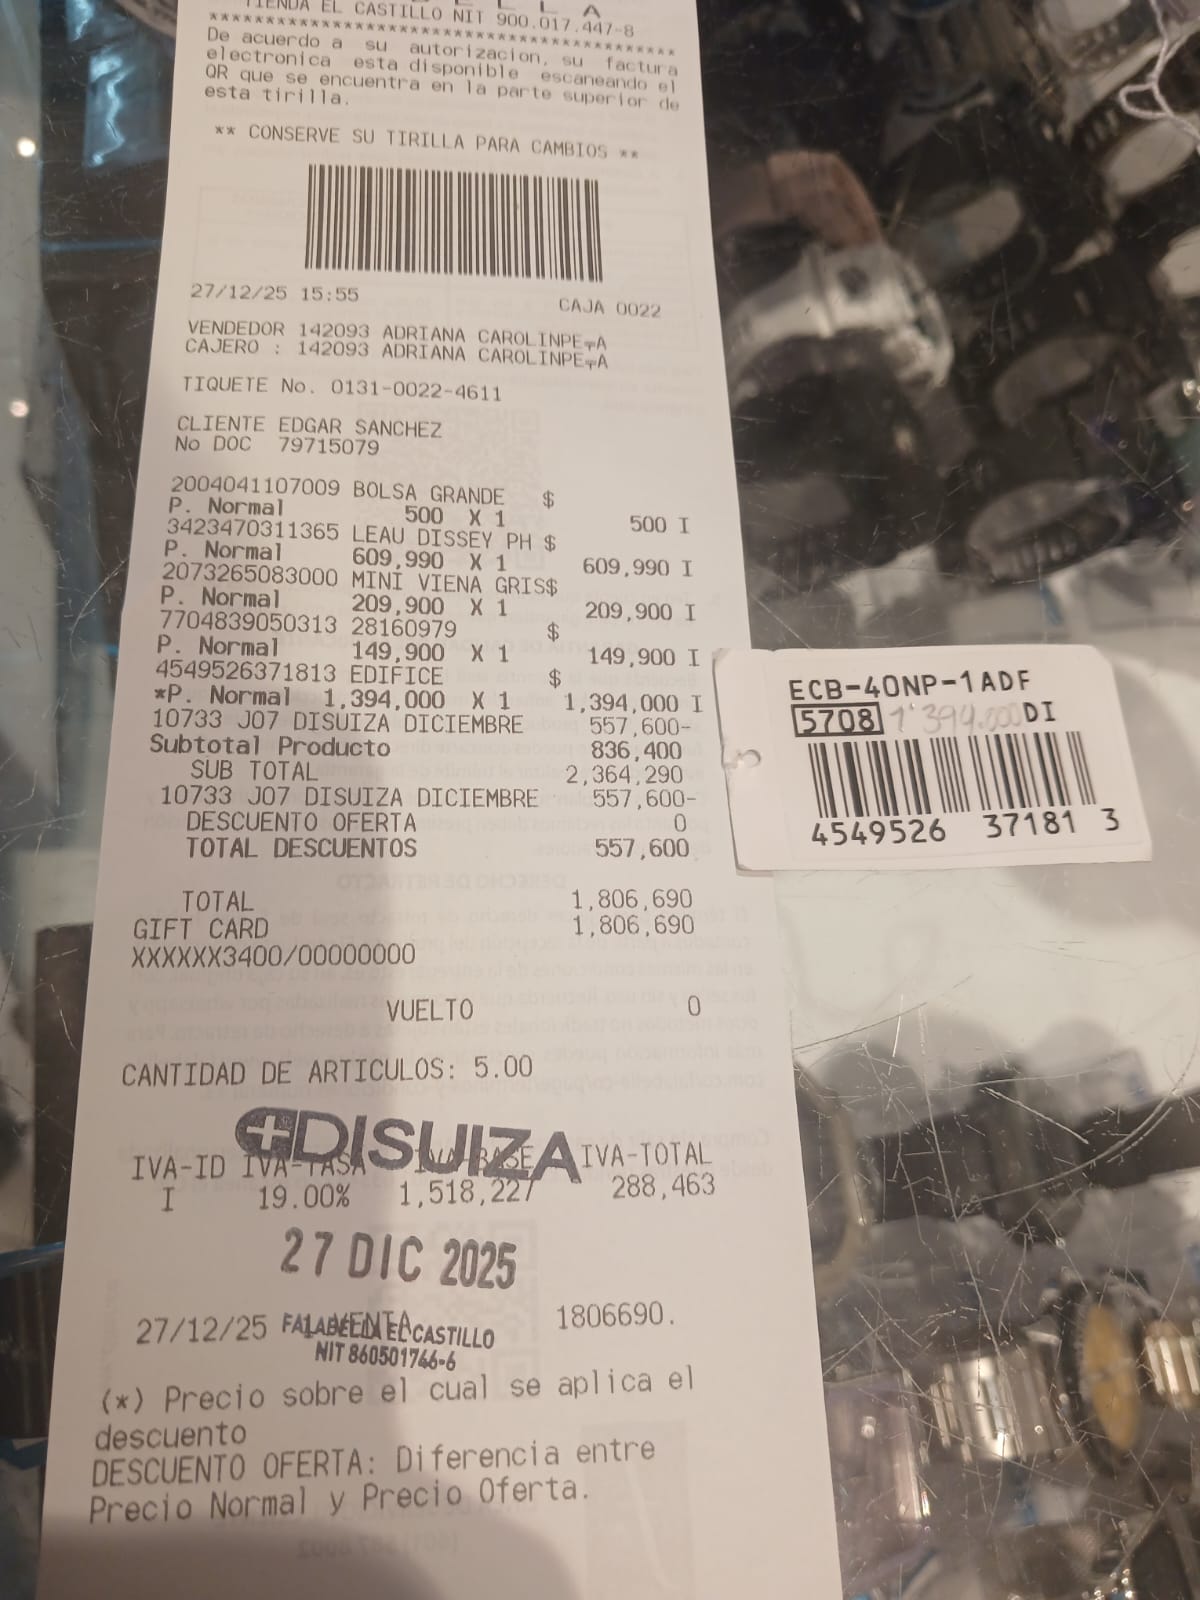 TIENDA EL CASTILLO NIT 900.017.447-8
De acuerdo a su autorizacion, su factura
electronica esta disponible escaneando el
QR que se encuentra en la parte superior de
esta tirilla.
** CONSERVE SU TIRILLA PARA CAMBIOS **
27/12/25 15:55 CAJA 0022
VENDEDOR 142093 ADRIANA CAROLINPE┬A
CAJERO : 142093 ADRIANA CAROLINPE┬A
TIQUETE No. 0131-0022-4611
CLIENTE EDGAR SANCHEZ
No DOC 79715079
2004041107009 BOLSA GRANDE $
P. Normal 500 X 1 500 I
3423470311365 LEAU DISSEY PH $
P. Normal 609,990 X 1 609,990 I
2073265083000 MINI VIENA GRIS$
P. Normal 209,900 X 1 209,900 I
7704839050313 28160979 $
P. Normal 149,900 X 1 149,900 I
4549526371813 EDIFICE $
*P. Normal 1,394,000 X 1 1,394,000 I
10733 J07 DISUIZA DICIEMBRE 557,600-
Subtotal Producto 836,400
SUB TOTAL 2,364,290
10733 J07 DISUIZA DICIEMBRE 557,600-
DESCUENTO OFERTA 0
TOTAL DESCUENTOS 557,600
TOTAL 1,806,690
GIFT CARD 1,806,690
XXXXXX3400/00000000
VUELTO 0
CANTIDAD DE ARTICULOS: 5.00
DISUIZA
IVA-ID IVA-TASA IVA-BASE IVA-TOTAL
I 19.00% 1,518,227 288,463
27 DIC 2025
27/12/25 VENTA 1806690.
FALABELLA EL CASTILLO
NIT 860501746-6
(*) Precio sobre el cual se aplica el
descuento
DESCUENTO OFERTA: Diferencia entre
Precio Normal y Precio Oferta.
ECB-40NP-1ADF
5708 1'394.000 DI
4549526 37181 3